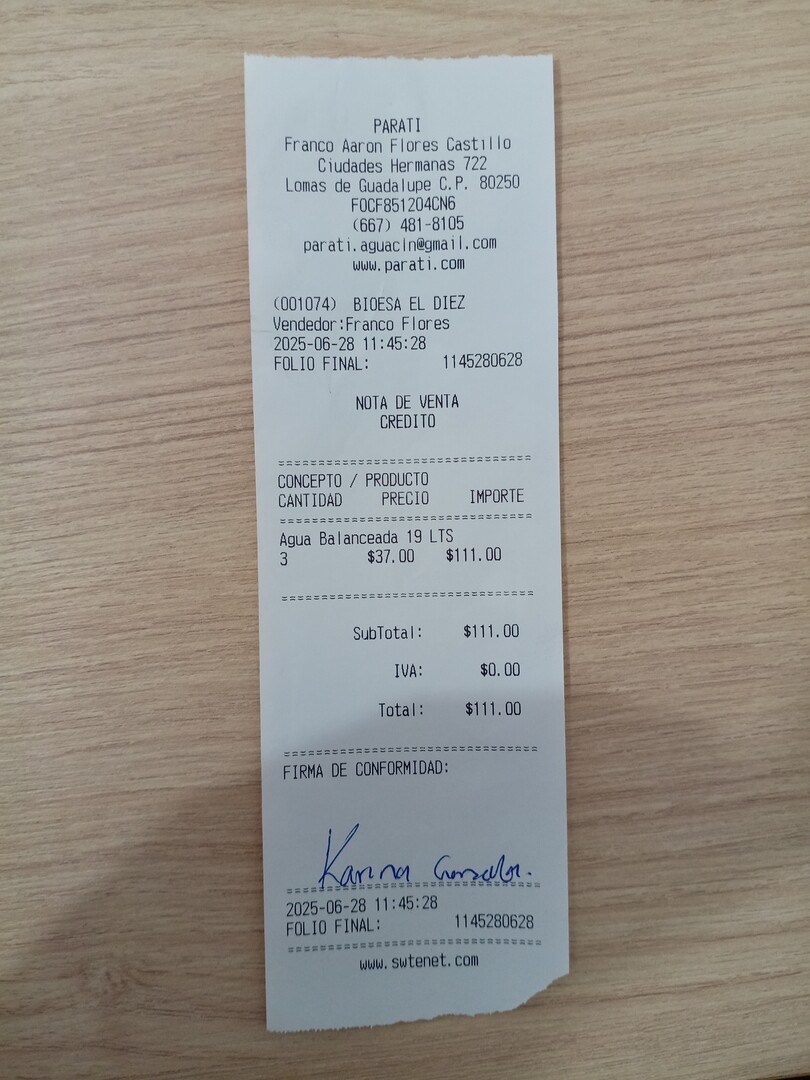 PARATI
Franco Aaron Flores Castillo
Ciudades Hermanas 722
Lomas de Guadalupe C.P. 80250
FOCF851204CN6
(667) 481-8105
parati.aguacln@gmail.com
www.parati.com
(001074) BIOESA EL DIEZ
Vendedor:Franco Flores
2025-06-28 11:45:28
FOLIO FINAL: 1145280628
NOTA DE VENTA
CREDITO
==============================
CONCEPTO / PRODUCTO
CANTIDAD PRECIO IMPORTE
==============================
Agua Balanceada 19 LTS
3 $37.00 $111.00
==============================
SubTotal: $111.00
IVA: $0.00
Total: $111.00
==============================
FIRMA DE CONFORMIDAD:
Karina
==============================
2025-06-28 11:45:28
FOLIO FINAL: 1145280628
==============================
www.swtenet.com